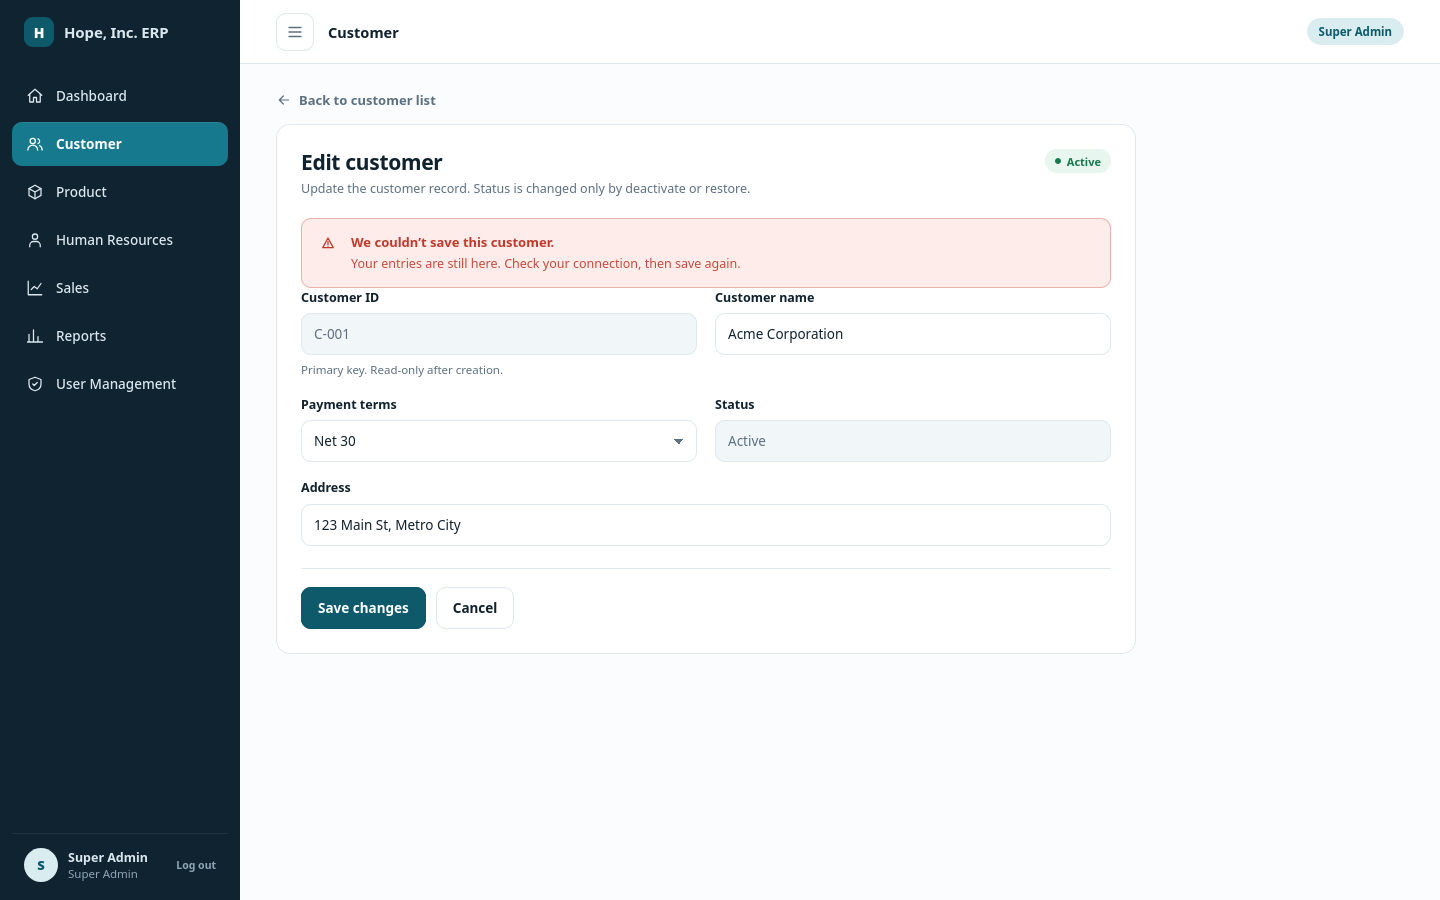 H Hope, Inc. ERP
Dashboard
Customer
Product
Human Resources
Sales
Reports
User Management
S Super Admin
Super Admin
Log out
Customer
Super Admin
Back to customer list
Edit customer
Active
Update the customer record. Status is changed only by deactivate or restore.
We couldn’t save this customer.
Your entries are still here. Check your connection, then save again.
Customer ID
C-001
Primary key. Read-only after creation.
Customer name
Acme Corporation
Payment terms
Net 30
Status
Active
Address
123 Main St, Metro City
Save changes
Cancel